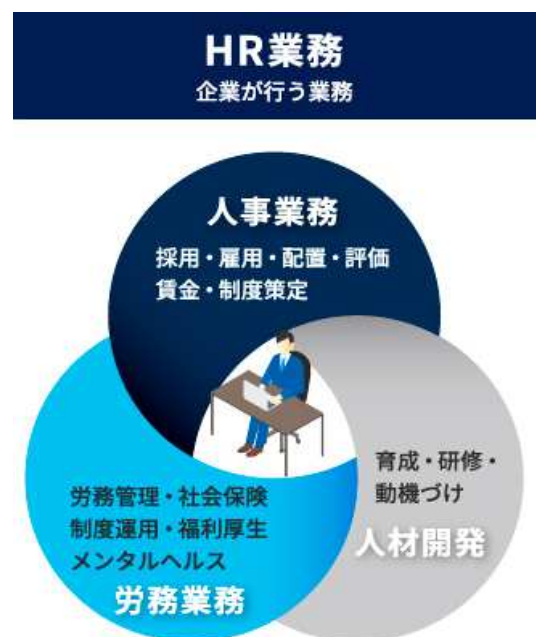 HR業務
企業が行う業務
人事業務
採用・雇用・配置・評価
賃金・制度策定
労務管理・社会保険
制度運用・福利厚生
メンタルヘルス
労務業務
育成・研修・
動機づけ
人材開発